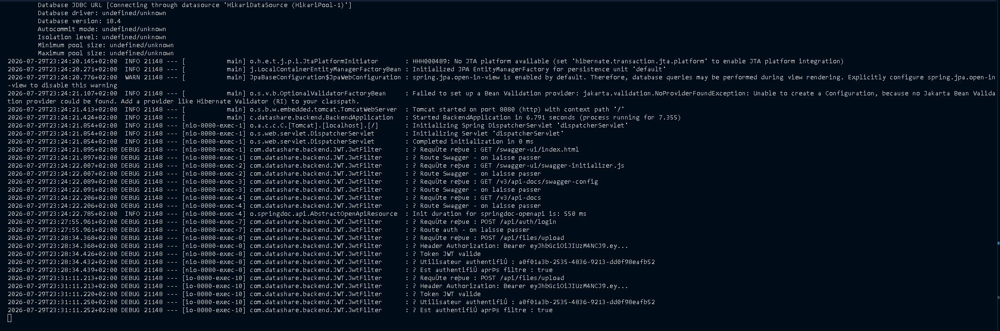 Database JDBC URL [Connecting through datasource 'HikariDataSource (HikariPool-1)']
Database driver: undefined/unknown
Database version: 18.4
Autocommit mode: undefined/unknown
Isolation level: undefined/unknown
Minimum pool size: undefined/unknown
Maximum pool size: undefined/unknown
2026-07-29T23:24:20.145+02:00  INFO 21148 --- [           main] o.h.e.t.j.p.i.JtaPlatformInitiator       : HHH000489: No JTA platform available (set 'hibernate.transaction.jta.platform' to enable JTA platform integration)
2026-07-29T23:24:20.271+02:00  INFO 21148 --- [           main] j.LocalContainerEntityManagerFactoryBean : Initialized JPA EntityManagerFactory for persistence unit 'default'
2026-07-29T23:24:20.776+02:00  WARN 21148 --- [           main] JpaBaseConfiguration$JpaWebConfiguration : spring.jpa.open-in-view is enabled by default. Therefore, database queries may be performed during view rendering. Explicitly configure spring.jpa.open-in
-view to disable this warning
2026-07-29T23:24:21.107+02:00  INFO 21148 --- [           main] o.s.v.b.OptionalValidatorFactoryBean     : Failed to set up a Bean Validation provider: jakarta.validation.NoProviderFoundException: Unable to create a Configuration, because no Jakarta Bean Valida
tion provider could be found. Add a provider like Hibernate Validator (RI) to your classpath.
2026-07-29T23:24:21.413+02:00  INFO 21148 --- [           main] o.s.b.w.embedded.tomcat.TomcatWebServer  : Tomcat started on port 8080 (http) with context path '/'
2026-07-29T23:24:21.424+02:00  INFO 21148 --- [           main] c.datashare.backend.BackendApplication   : Started BackendApplication in 6.791 seconds (process running for 7.355)
2026-07-29T23:24:21.854+02:00  INFO 21148 --- [nio-8080-exec-1] o.a.c.c.C.[Tomcat].[localhost].[/]       : Initializing Spring DispatcherServlet 'dispatcherServlet'
2026-07-29T23:24:21.854+02:00  INFO 21148 --- [nio-8080-exec-1] o.s.web.servlet.DispatcherServlet        : Initializing Servlet 'dispatcherServlet'
2026-07-29T23:24:21.854+02:00  INFO 21148 --- [nio-8080-exec-1] o.s.web.servlet.DispatcherServlet        : Completed initialization in 0 ms
2026-07-29T23:24:21.895+02:00 DEBUG 21148 --- [nio-8080-exec-1] com.datashare.backend.JWT.JwtFilter      : ? RequÛte reþue : GET /swagger-ui/index.html
2026-07-29T23:24:21.897+02:00 DEBUG 21148 --- [nio-8080-exec-1] com.datashare.backend.JWT.JwtFilter      : ? Route Swagger - on laisse passer
2026-07-29T23:24:22.007+02:00 DEBUG 21148 --- [nio-8080-exec-2] com.datashare.backend.JWT.JwtFilter      : ? RequÛte reþue : GET /swagger-ui/swagger-initializer.js
2026-07-29T23:24:22.007+02:00 DEBUG 21148 --- [nio-8080-exec-2] com.datashare.backend.JWT.JwtFilter      : ? Route Swagger - on laisse passer
2026-07-29T23:24:22.089+02:00 DEBUG 21148 --- [nio-8080-exec-3] com.datashare.backend.JWT.JwtFilter      : ? RequÛte reþue : GET /v3/api-docs/swagger-config
2026-07-29T23:24:22.091+02:00 DEBUG 21148 --- [nio-8080-exec-3] com.datashare.backend.JWT.JwtFilter      : ? Route Swagger - on laisse passer
2026-07-29T23:24:22.206+02:00 DEBUG 21148 --- [nio-8080-exec-4] com.datashare.backend.JWT.JwtFilter      : ? RequÛte reþue : GET /v3/api-docs
2026-07-29T23:24:22.206+02:00 DEBUG 21148 --- [nio-8080-exec-4] com.datashare.backend.JWT.JwtFilter      : ? Route Swagger - on laisse passer
2026-07-29T23:24:22.785+02:00  INFO 21148 --- [nio-8080-exec-4] o.springdoc.api.AbstractOpenApiResource  : Init duration for springdoc-openapi is: 550 ms
2026-07-29T23:27:55.961+02:00 DEBUG 21148 --- [nio-8080-exec-7] com.datashare.backend.JWT.JwtFilter      : ? RequÛte reþue : POST /api/auth/login
2026-07-29T23:27:55.961+02:00 DEBUG 21148 --- [nio-8080-exec-7] com.datashare.backend.JWT.JwtFilter      : ? Route auth - on laisse passer
2026-07-29T23:28:34.368+02:00 DEBUG 21148 --- [nio-8080-exec-8] com.datashare.backend.JWT.JwtFilter      : ? RequÛte reþue : POST /api/files/upload
2026-07-29T23:28:34.368+02:00 DEBUG 21148 --- [nio-8080-exec-8] com.datashare.backend.JWT.JwtFilter      : ? Header Authorization: Bearer eyJhbGciOiJIUzM4NCJ9.ey...
2026-07-29T23:28:34.426+02:00 DEBUG 21148 --- [nio-8080-exec-8] com.datashare.backend.JWT.JwtFilter      : ? Token JWT valide
2026-07-29T23:28:34.432+02:00 DEBUG 21148 --- [nio-8080-exec-8] com.datashare.backend.JWT.JwtFilter      : ? Utilisateur authentifiÚ : a0f01a3b-2535-4836-9213-dd0f98eafb52
2026-07-29T23:28:34.439+02:00 DEBUG 21148 --- [nio-8080-exec-8] com.datashare.backend.JWT.JwtFilter      : ? Est authentifiÚ aprÞs filtre : true
2026-07-29T23:31:11.213+02:00 DEBUG 21148 --- [io-8080-exec-10] com.datashare.backend.JWT.JwtFilter      : ? RequÛte reþue : POST /api/files/upload
2026-07-29T23:31:11.213+02:00 DEBUG 21148 --- [io-8080-exec-10] com.datashare.backend.JWT.JwtFilter      : ? Header Authorization: Bearer eyJhbGciOiJIUzM4NCJ9.ey...
2026-07-29T23:31:11.220+02:00 DEBUG 21148 --- [io-8080-exec-10] com.datashare.backend.JWT.JwtFilter      : ? Token JWT valide
2026-07-29T23:31:11.250+02:00 DEBUG 21148 --- [io-8080-exec-10] com.datashare.backend.JWT.JwtFilter      : ? Utilisateur authentifiÚ : a0f01a3b-2535-4836-9213-dd0f98eafb52
2026-07-29T23:31:11.252+02:00 DEBUG 21148 --- [io-8080-exec-10] com.datashare.backend.JWT.JwtFilter      : ? Est authentifiÚ aprÞs filtre : true